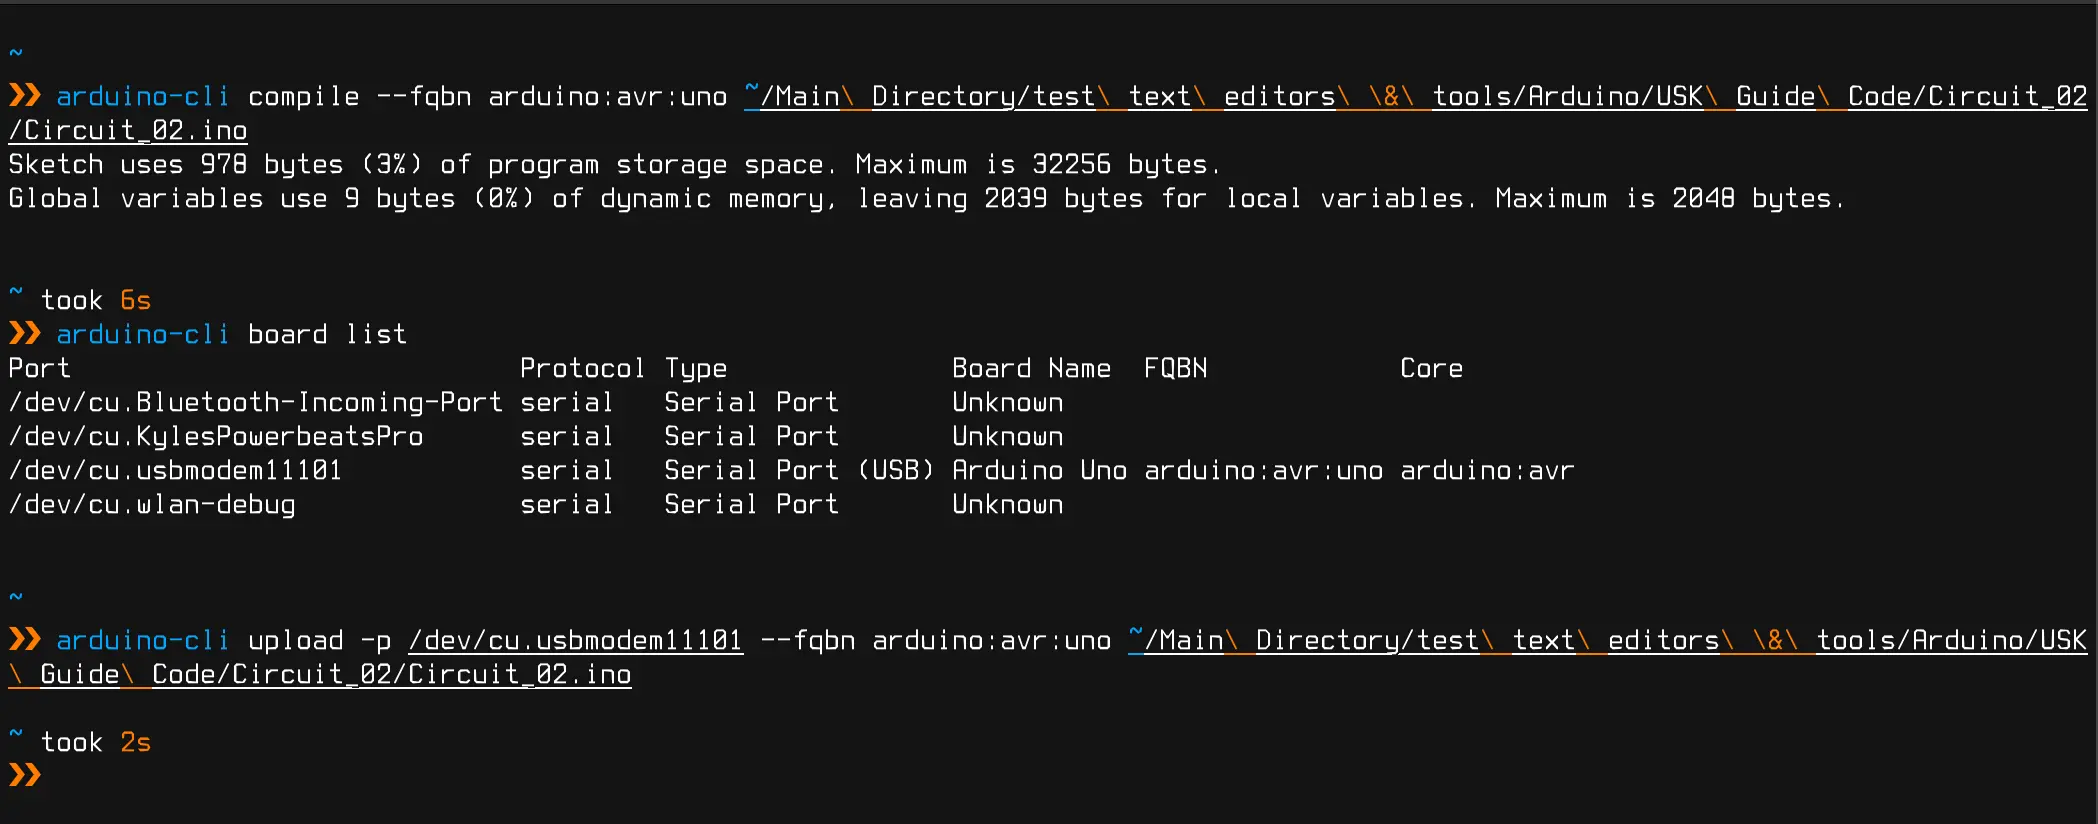 ~
❯❯ arduino-cli compile --fqbn arduino:avr:uno ~/Main\ Directory/test\ text\ editors\ \&\ tools/Arduino/USK\ Guide\ Code/Circuit_02
/Circuit_02.ino
Sketch uses 978 bytes (3%) of program storage space. Maximum is 32256 bytes.
Global variables use 9 bytes (0%) of dynamic memory, leaving 2039 bytes for local variables. Maximum is 2048 bytes.
~ took 6s
❯❯ arduino-cli board list
Port Protocol Type Board Name FQBN Core
/dev/cu.Bluetooth-Incoming-Port serial Serial Port Unknown
/dev/cu.KylesPowerbeatsPro serial Serial Port Unknown
/dev/cu.usbmodem11101 serial Serial Port (USB) Arduino Uno arduino:avr:uno arduino:avr
/dev/cu.wlan-debug serial Serial Port Unknown
~
❯❯ arduino-cli upload -p /dev/cu.usbmodem11101 --fqbn arduino:avr:uno ~/Main\ Directory/test\ text\ editors\ \&\ tools/Arduino/USK
\ Guide\ Code/Circuit_02/Circuit_02.ino
~ took 2s
❯❯